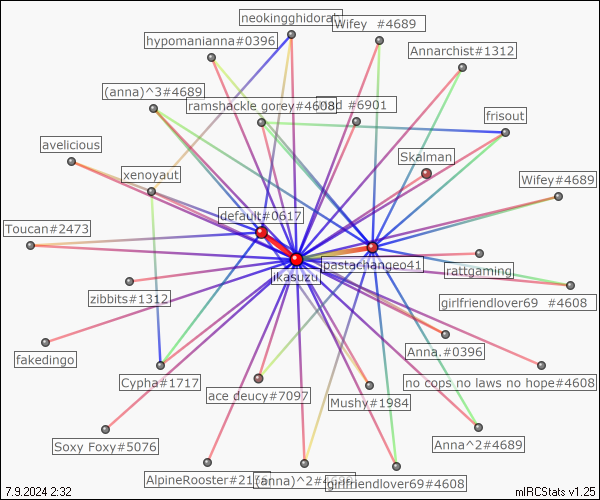 neokingghidorah
Wifey #4689
hypomanianna#0396
Annarchist#1312
(anna)^3#4689
ramshackle gorey#4608
#6901
frisout
avelicious
Skalman
xenoyaut
Wifey#4689
default#0617
Toucan#2473
pastachangeo41
rattgaming
ikasuzu
zibbits#1312
girlfriendlover69 #4608
fakedingo
Anna.#0396
Cypha#1717
no cops no laws no hope#4608
ace deucy#7097
Mushy#1984
Soxy Foxy#5076
Anna^2#4689
AlpineRooster#21
(anna)^2#4689
girlfriendlover69#4608
7.9.2024 2:32
mIRCStats v1.25